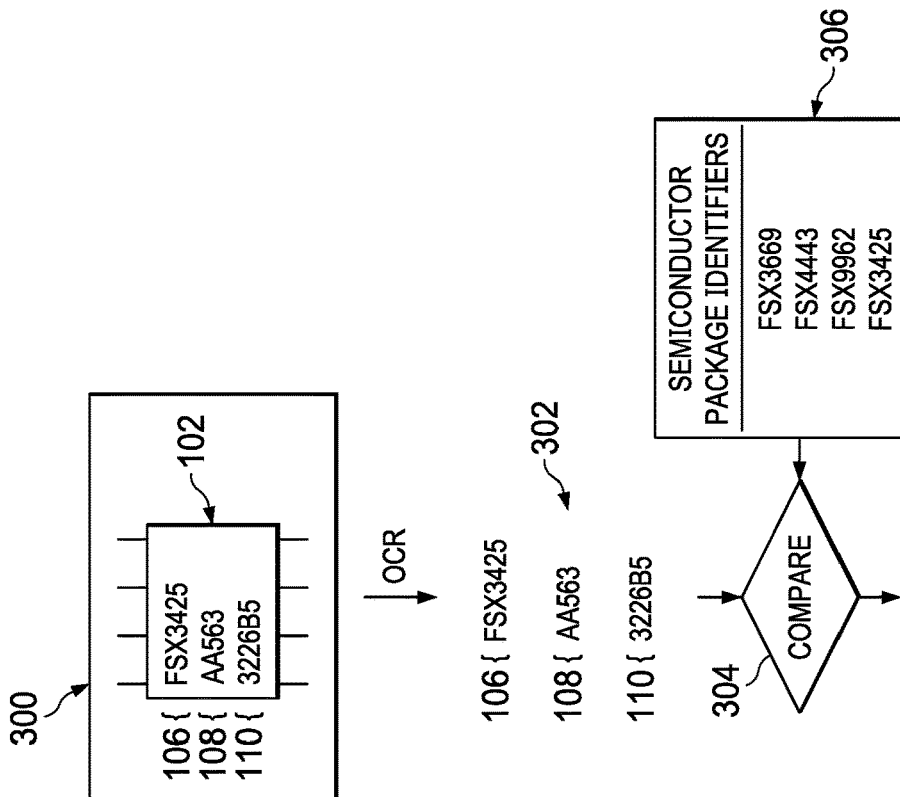 300
102
106 { FSX3425
108 { AA563
110 { 3226B5
OCR
302
106 { FSX3425
108 { AA563
110 { 3226B5
304
COMPARE
306
SEMICONDUCTOR
PACKAGE IDENTIFIERS
FSX3669
FSX4443
FSX9962
FSX3425